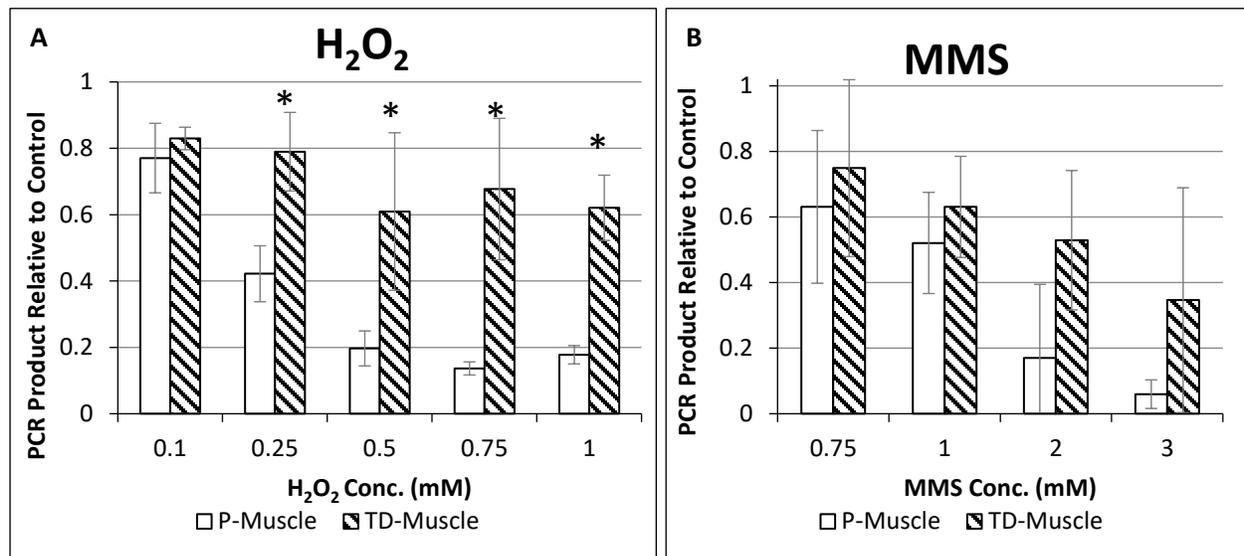 A
H₂O₂
PCR Product Relative to Control
1
0.8
0.6
0.4
0.2
0
*
*
*
*
0.1 0.25 0.5 0.75 1
H₂O₂ Conc. (mM)
P-Muscle TD-Muscle
B
MMS
PCR Product Relative to Control
1
0.8
0.6
0.4
0.2
0
0.75 1 2 3
MMS Conc. (mM)
P-Muscle TD-Muscle